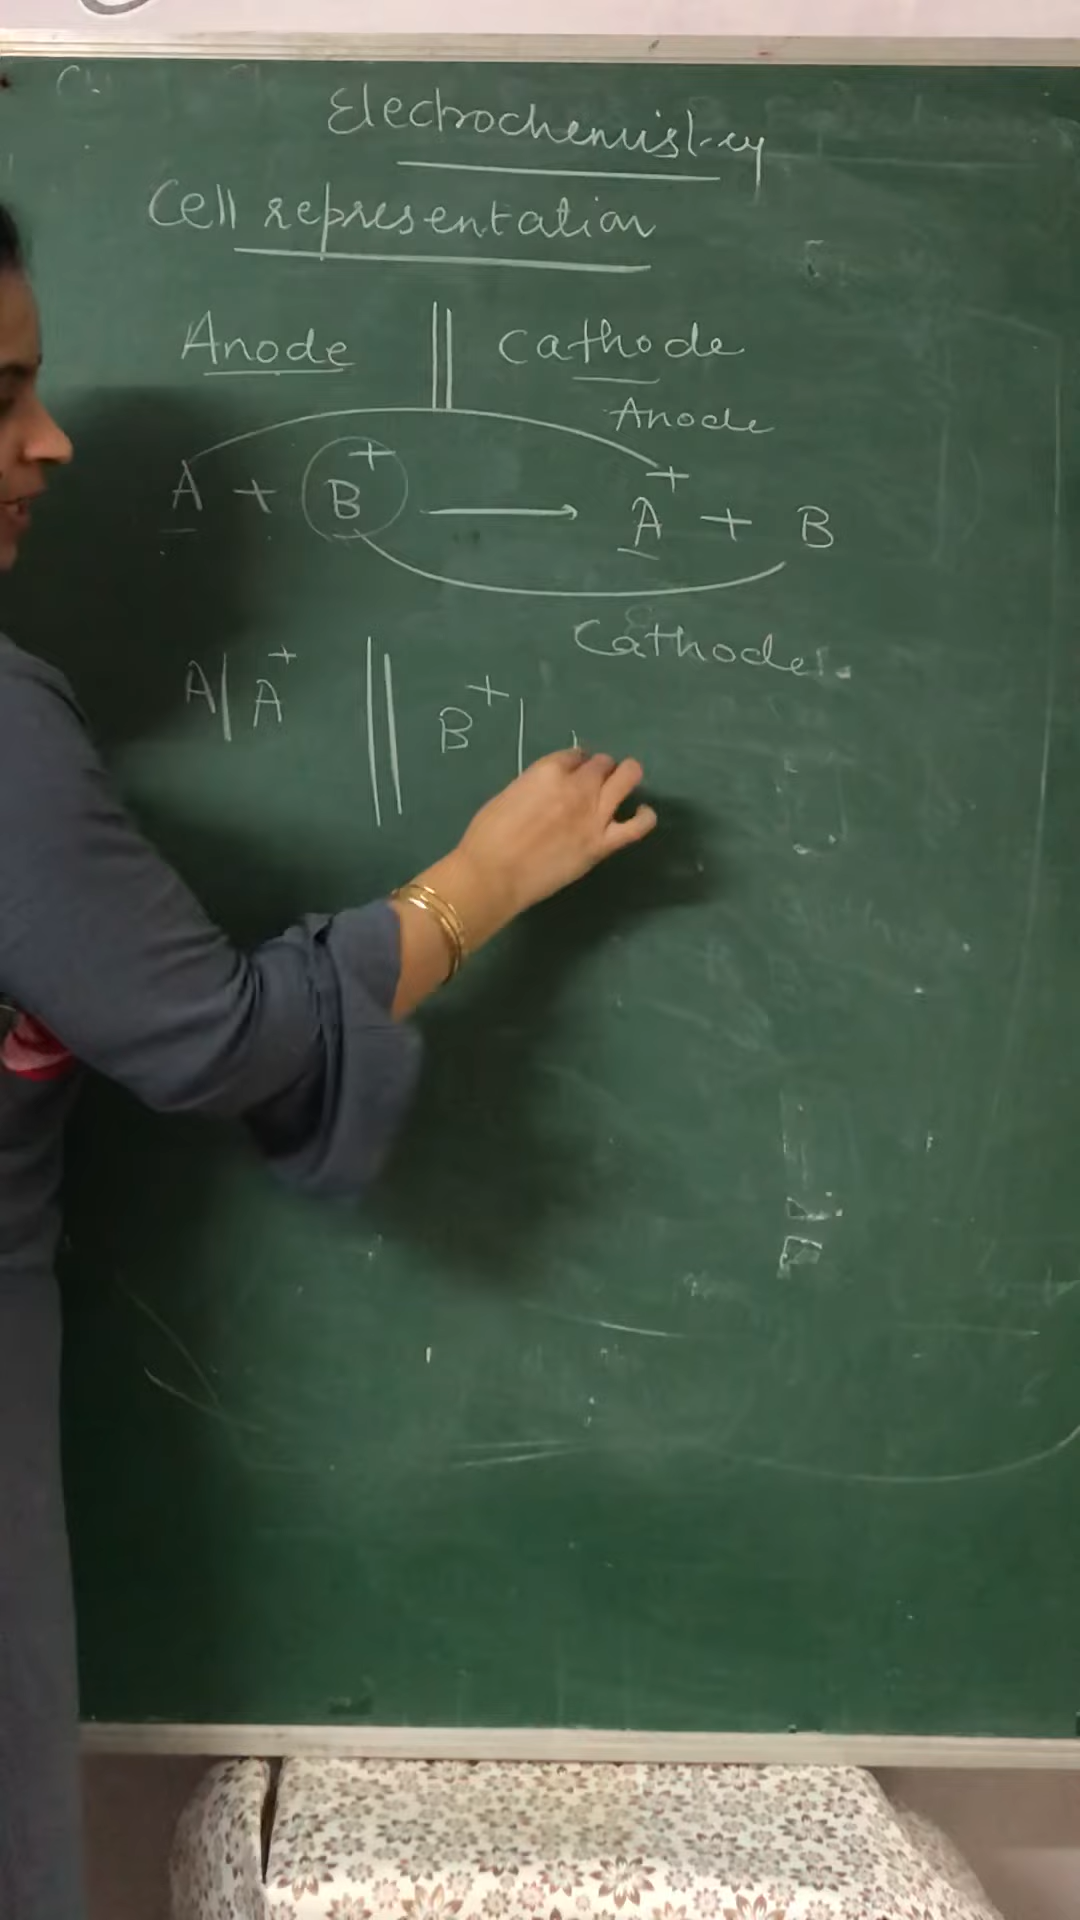 Electrochemistry
Cell representation
Anode || Cathode
Anode
A + B⁺ → A⁺ + B
Cathode
A | A⁺ || B⁺ |